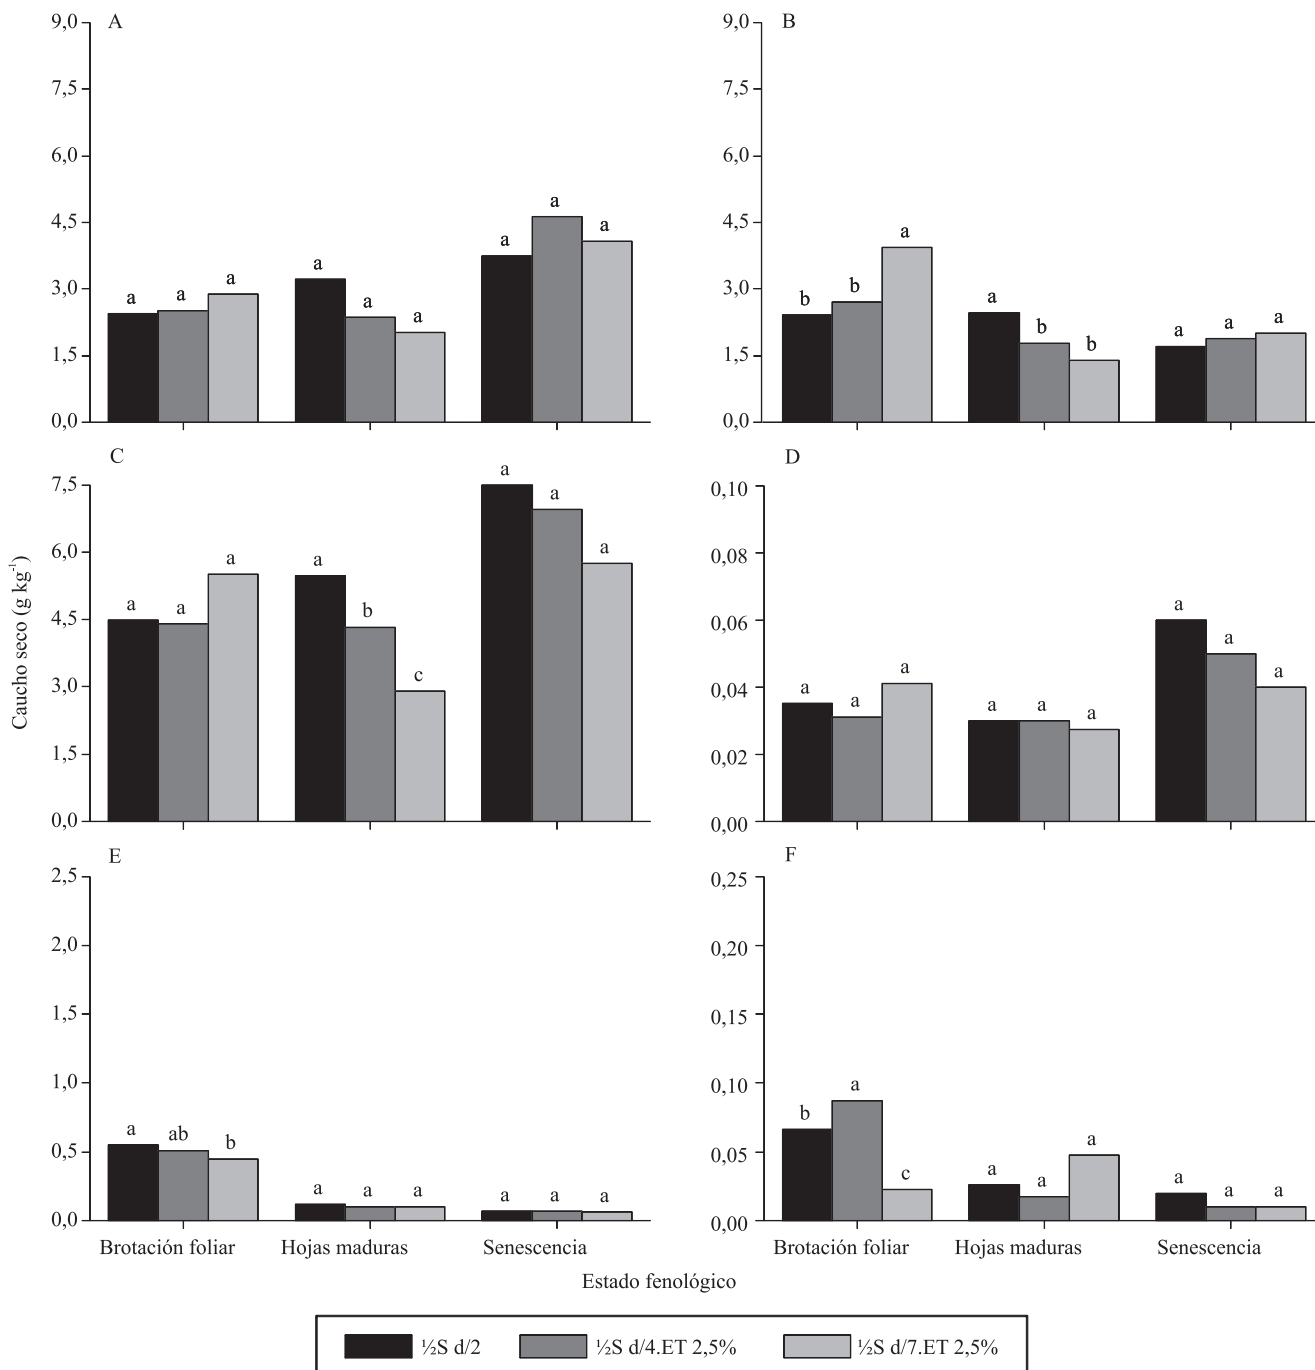 A
9,0
7,5
6,0
4,5
3,0
1,5
0,0
a a a
a a a
a a a
B
9,0
7,5
6,0
4,5
3,0
1,5
0,0
b b a
a b b
a a a
C
7,5
6,0
4,5
3,0
1,5
0,0
a a a
a b c
a a a
D
0,10
0,08
0,06
0,04
0,02
0,00
a a a
a a a
a a a
Caucho seco (g kg⁻¹)
E
2,5
2,0
1,5
1,0
0,5
0,0
a ab b
a a a
a a a
Brotación foliar Hojas maduras Senescencia
F
0,25
0,20
0,15
0,10
0,05
0,00
b a c
a a a
a a a
Brotación foliar Hojas maduras Senescencia
Estado fenológico
½S d/2 ½S d/4.ET 2,5% ½S d/7.ET 2,5%